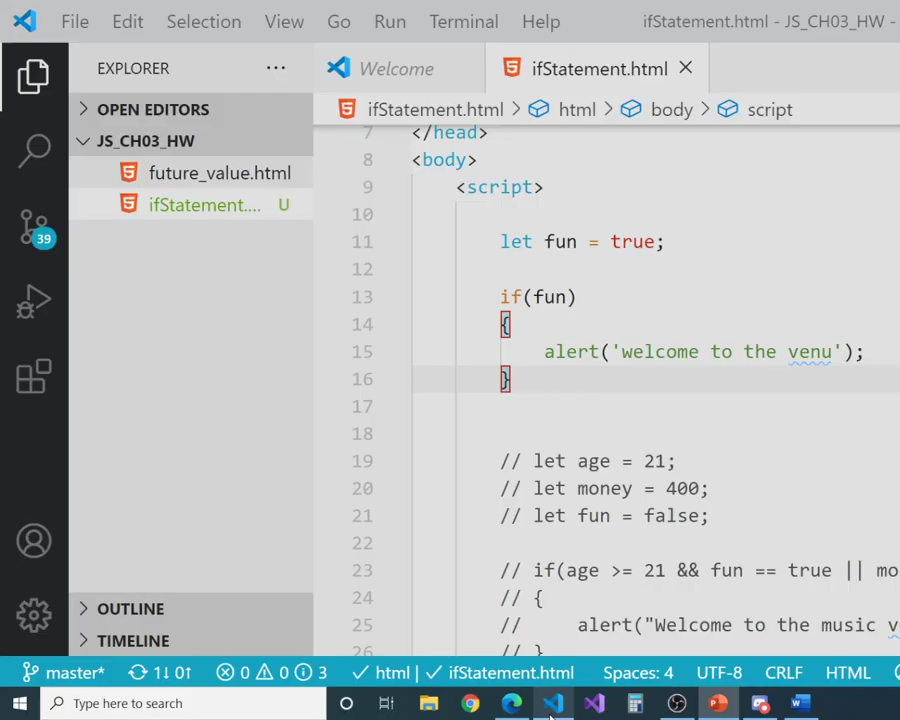 File Edit Selection View Go Run Terminal Help ifStatement.html - JS_CH03_HW -
EXPLORER ...
Welcome ifStatement.html
OPEN EDITORS
ifStatement.html > html > body > script
JS_CH03_HW
future_value.html
ifStatement.... U
39
7 </head>
8 <body>
9 <script>
10
11 let fun = true;
12
13 if(fun)
14 {
15 alert('welcome to the venu');
16 }
17
18
19 // let age = 21;
20 // let money = 400;
21 // let fun = false;
22
23 // if(age >= 21 && fun == true || mo
24 // {
25 // alert("Welcome to the music v
26 // }
OUTLINE
TIMELINE
master* 1↓ 0↑ 0 0 3 html | ifStatement.html Spaces: 4 UTF-8 CRLF HTML
Type here to search